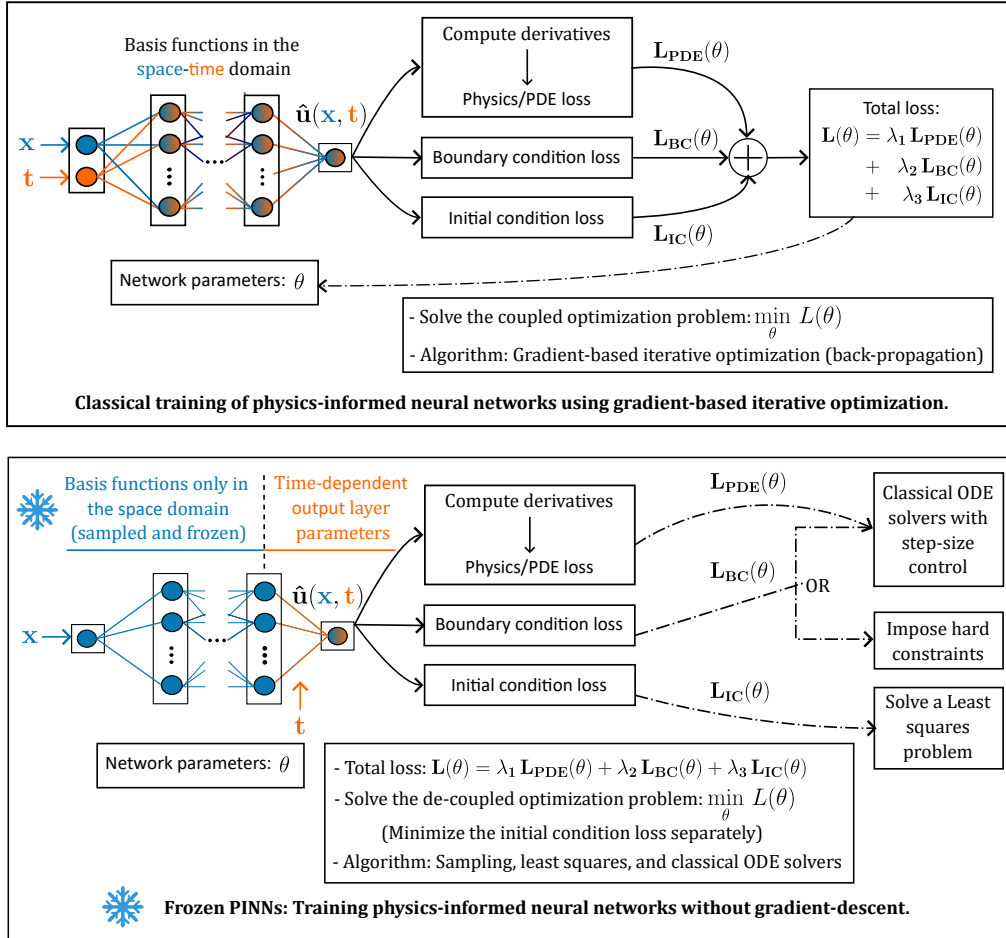 Basis functions in the
space-time domain
x
t
û(x, t)
Compute derivatives
Physics/PDE loss
Boundary condition loss
Initial condition loss
L_PDE(θ)
L_BC(θ)
L_IC(θ)
Total loss:
L(θ) = λ₁ L_PDE(θ)
+ λ₂ L_BC(θ)
+ λ₃ L_IC(θ)
Network parameters: θ
- Solve the coupled optimization problem: min_θ L(θ)
- Algorithm: Gradient-based iterative optimization (back-propagation)
Classical training of physics-informed neural networks using gradient-based iterative optimization.
Basis functions only in
the space domain
(sampled and frozen)
Time-dependent
output layer
parameters
x
t
û(x, t)
Compute derivatives
Physics/PDE loss
Boundary condition loss
Initial condition loss
L_PDE(θ)
L_BC(θ)
L_IC(θ)
OR
Classical ODE
solvers with
step-size
control
Impose hard
constraints
Solve a Least
squares
problem
Network parameters: θ
- Total loss: L(θ) = λ₁ L_PDE(θ) + λ₂ L_BC(θ) + λ₃ L_IC(θ)
- Solve the de-coupled optimization problem: min_θ L(θ)
(Minimize the initial condition loss separately)
- Algorithm: Sampling, least squares, and classical ODE solvers
Frozen PINNs: Training physics-informed neural networks without gradient-descent.